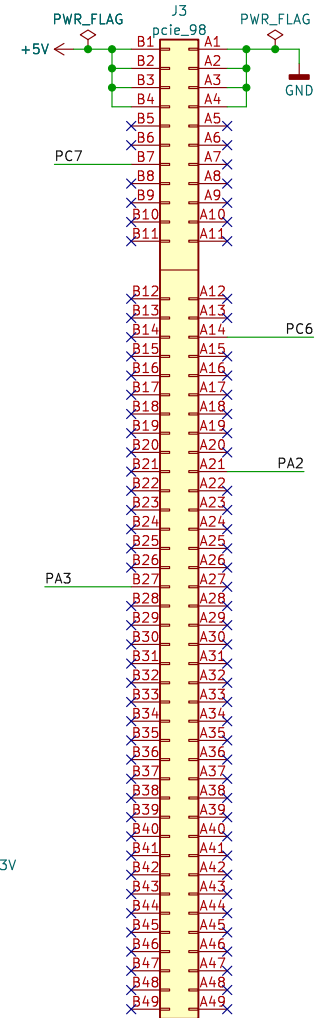 J3
PWR_FLAG PWR_FLAG
pcie_98
+5V B1 A1
B2 A2
B3 A3
GND
B4 A4
B5 A5
B6 A6
PC7 B7 A7
B8 A8
B9 A9
B10 A10
B11 A11
B12 A12
B13 A13
B14 A14 PC6
B15 A15
B16 A16
B17 A17
B18 A18
B19 A19
B20 A20
B21 A21 PA2
B22 A22
B23 A23
B24 A24
B25 A25
B26 A26
PA3 B27 A27
B28 A28
B29 A29
B30 A30
B31 A31
B32 A32
B33 A33
B34 A34
B35 A35
B36 A36
B37 A37
B38 A38
B39 A39
B40 A40
B41 A41
3V B42 A42
B43 A43
B44 A44
B45 A45
B46 A46
B47 A47
B48 A48
B49 A49